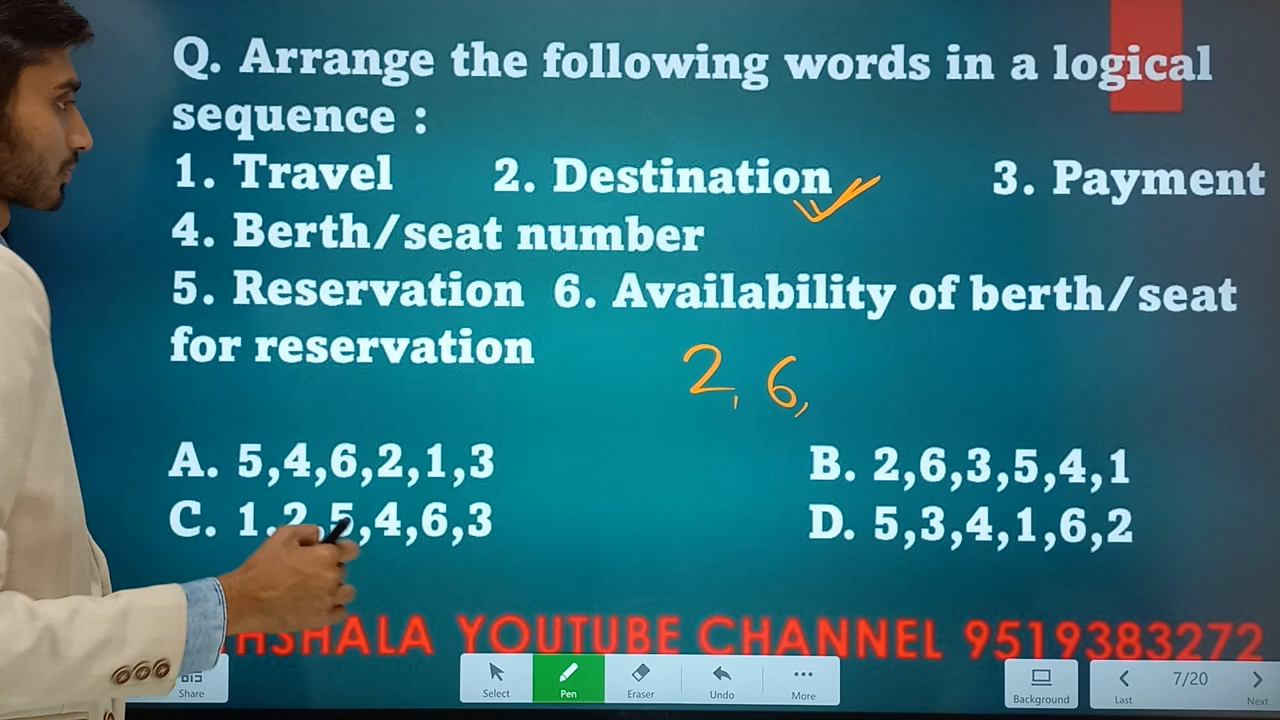 Q. Arrange the following words in a logical
sequence :
1. Travel 2. Destination 3. Payment
4. Berth/seat number
5. Reservation 6. Availability of berth/seat
for reservation
2, 6,
A. 5,4,6,2,1,3 B. 2,6,3,5,4,1
C. 1,2,5,4,6,3 D. 5,3,4,1,6,2
HSHALA YOUTUBE CHANNEL 9519383272
Share Select Pen Eraser Undo More Background Last 7/20 Next